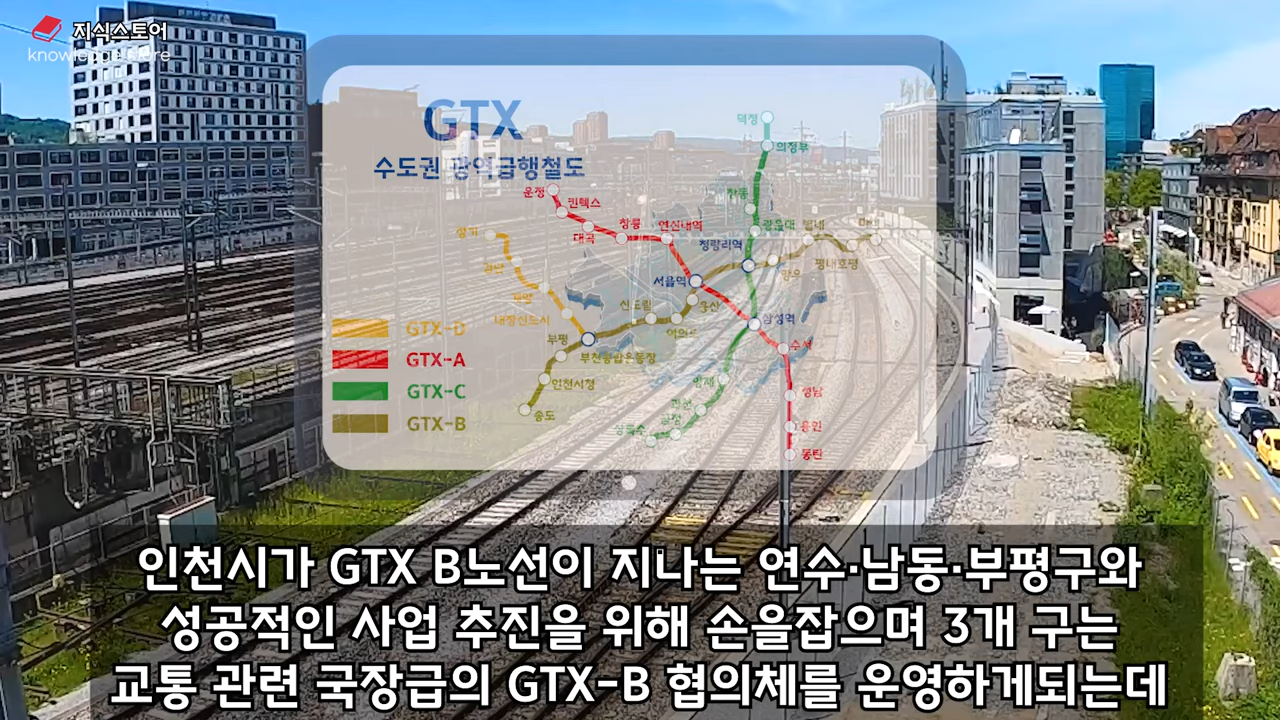 지식스토어
knowledge store
GTX
수도권 광역급행철도
덕정
의정부
운정
킨텍스
대곡
창릉
연신내역
광운대
청량리역
평내호평
서울역
신도림
용산
여의도
삼성역
수서
부평
부천종합운동장
인천시청
송도
성남
용인
동탄
GTX-D
GTX-A
GTX-C
GTX-B
인천시가 GTX B노선이 지나는 연수·남동·부평구와
성공적인 사업 추진을 위해 손을잡으며 3개 구는
교통 관련 국장급의 GTX-B 협의체를 운영하게되는데